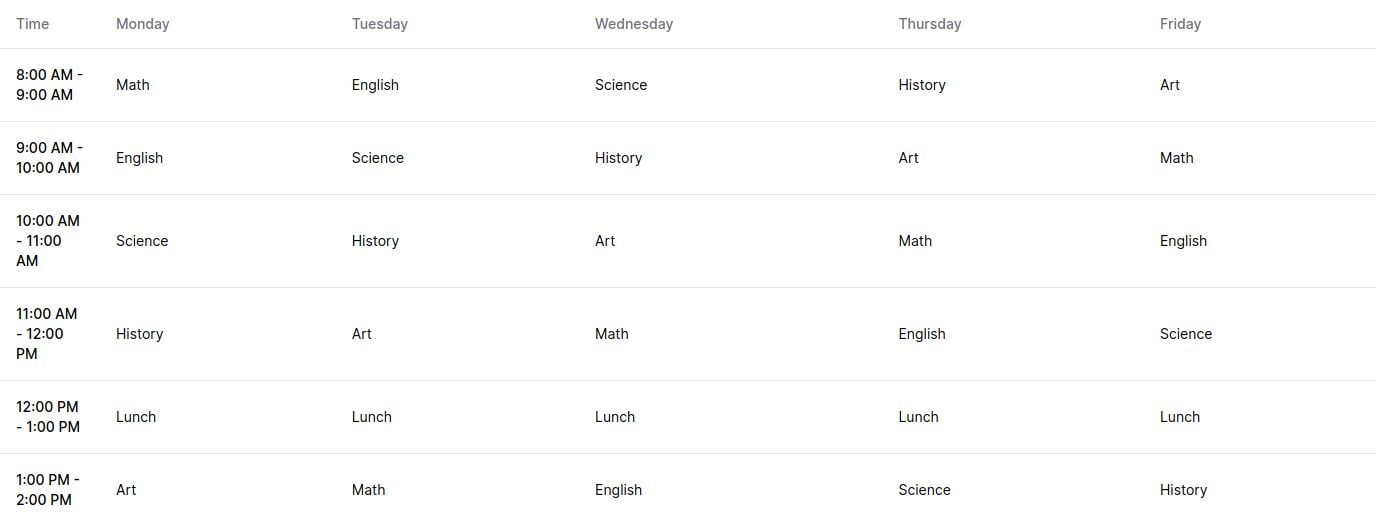 Time Monday Tuesday Wednesday Thursday Friday
8:00 AM -
9:00 AM
Math English Science History Art
9:00 AM -
10:00 AM
English Science History Art Math
10:00 AM
- 11:00
AM
Science History Art Math English
11:00 AM
- 12:00
PM
History Art Math English Science
12:00 PM
- 1:00 PM
Lunch Lunch Lunch Lunch Lunch
1:00 PM -
2:00 PM
Art Math English Science History